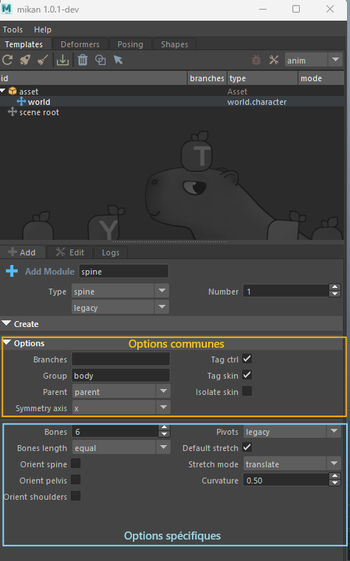 mikan 1.0.1-dev
Tools Help
Templates Deformers Posing Shapes
anim
id branches type mode
asset Asset
world world.character
scene root
T
Y
Add Edit Logs
Add Module spine
Type spine Number 1
legacy
Create
Options Options communes
Branches Tag ctrl
Group body Tag skin
Parent parent Isolate skin
Symmetry axis x
Bones 6 Pivots legacy
Bones length equal Default stretch
Orient spine Stretch mode translate
Orient pelvis Curvature 0.50
Orient shoulders
Options spécifiques